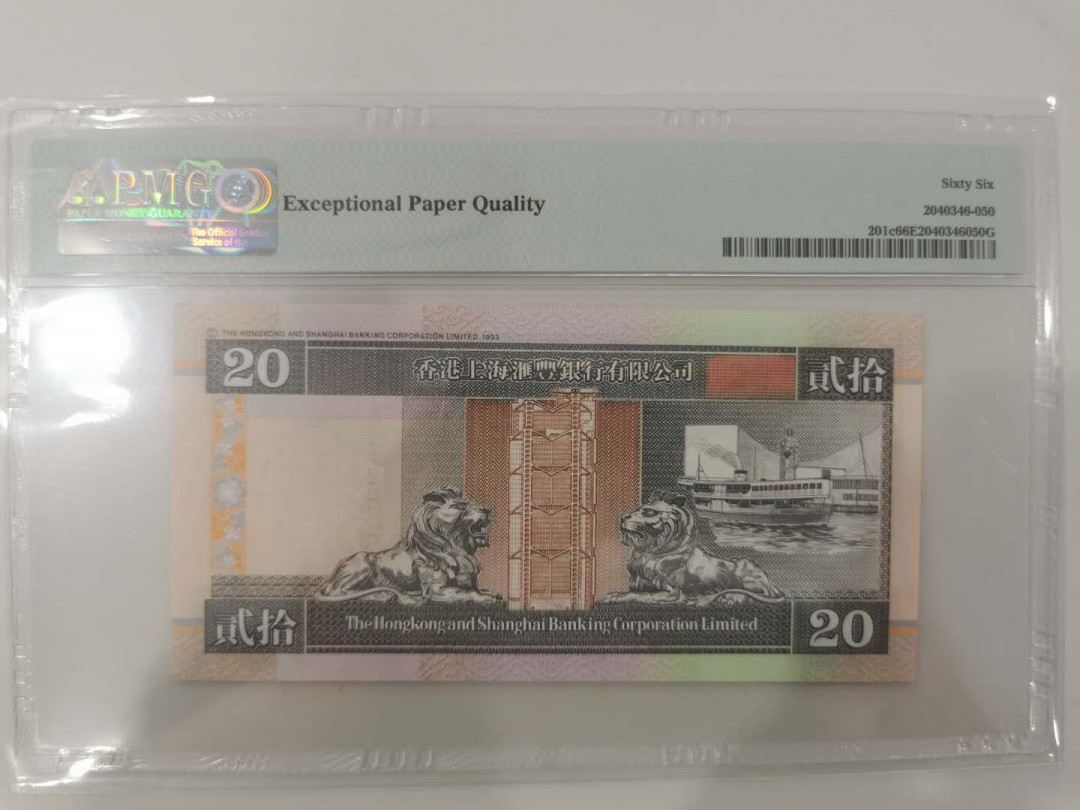 PMG
PAPER MONEY GUARANTY
The Official Grading
Service of the
Exceptional Paper Quality
Sixty Six
2040346-050
201c66E2040346050G
THE HONGKONG AND SHANGHAI BANKING CORPORATION LIMITED, 1993
20
香港上海滙豐銀行有限公司
貳拾
貳拾
The Hongkong and Shanghai Banking Corporation Limited
20